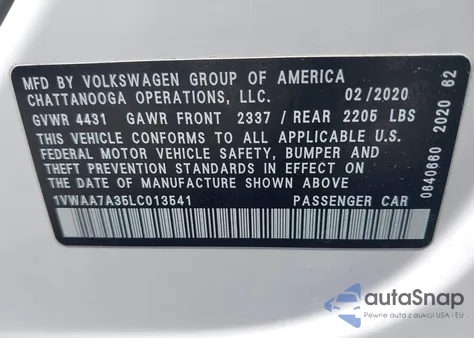 MFD BY VOLKSWAGEN GROUP OF AMERICA
CHATTANOOGA OPERATIONS, LLC. 02/2020
GVWR 4431 GAWR FRONT 2337 / REAR 2205 LBS
THIS VEHICLE CONFORMS TO ALL APPLICABLE U.S.
FEDERAL MOTOR VEHICLE SAFETY, BUMPER AND
THEFT PREVENTION STANDARDS IN EFFECT ON THE
DATE OF MANUFACTURE SHOWN ABOVE
1VWAA7A35LC013541 PASSENGER CAR
0640860 2020 62
autoSnap
Pewne auta z aukcji USA i EU